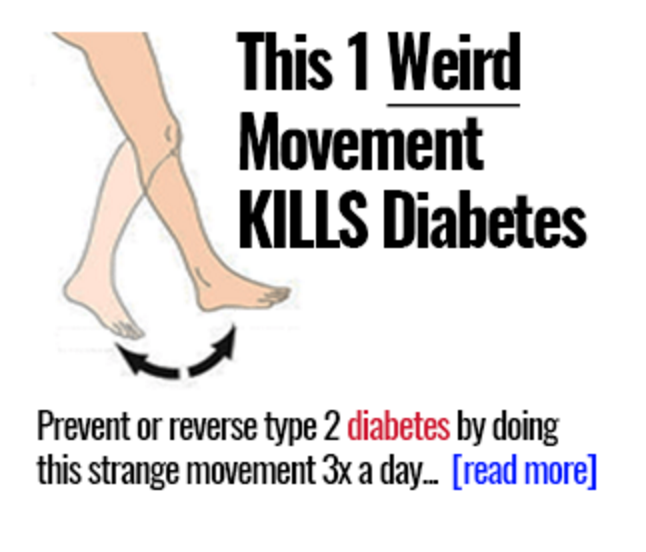 This 1 Weird
Movement
KILLS Diabetes
Prevent or reverse type 2 diabetes by doing
this strange movement 3x a day... [read more]